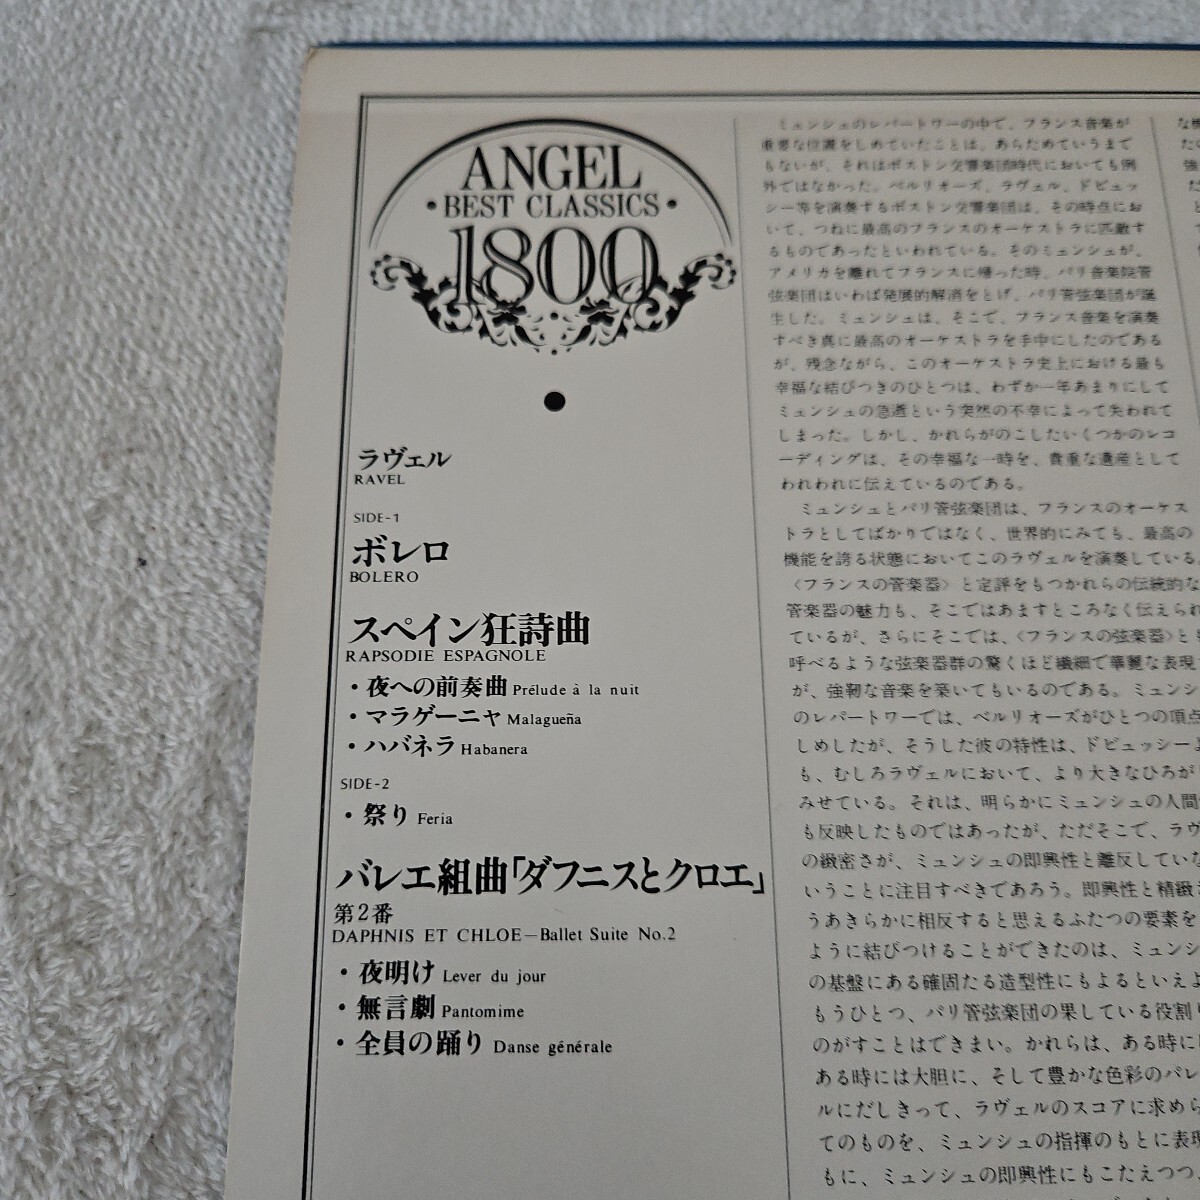 ANGEL
・BEST CLASSICS・
1800
ラヴェル
RAVEL
SIDE-1
ボレロ
BOLERO
スペイン狂詩曲
RAPSODIE ESPAGNOLE
・夜への前奏曲 Prélude à la nuit
・マラゲーニャ Malagueña
・ハバネラ Habanera
SIDE-2
・祭り Feria
バレエ組曲「ダフニスとクロエ」
第2番
DAPHNIS ET CHLOE－Ballet Suite No.2
・夜明け Lever du jour
・無言劇 Pantomime
・全員の踊り Danse générale
ミュンシュのレパートワーの中で、フランス音楽が
重要な位置をしめていたことは、あらためていうまで
もないが、それはボストン交響楽団時代においても例
外ではなかった。ベルリオーズ、ラヴェル、ドビュッ
シー等を演奏するボストン交響楽団は、その時点にお
いて、つねに最高のフランスのオーケストラに匹敵す
るものであったといわれている。そのミュンシュが、
アメリカを離れてフランスに帰った時、パリ音楽院管
弦楽団はいわば発展的解消をとげ、パリ管弦楽団が誕
生した。ミュンシュは、そこで、フランス音楽を演奏
すべき真に最高のオーケストラを手中にしたのである
が、残念ながら、このオーケストラ史上における最も
幸福な結びつきのひとつは、わずか一年あまりにして
ミュンシュの急逝という突然の不幸によって失われて
しまった。しかし、かれらがのこしたいくつかのレコ
ーディングは、その幸福な一時を、貴重な遺産として
われわれに伝えているのである。
ミュンシュとパリ管弦楽団は、フランスのオーケス
トラとしてばかりではなく、世界的にみても、最高の
機能を誇る状態においてこのラヴェルを演奏している。
〈フランスの管楽器〉と定評をもつかれらの伝統的な
管楽器の魅力も、そこではあますところなく伝えられ
ているが、さらにそこでは、〈フランスの弦楽器〉と
呼べるような弦楽器群の驚くほど繊細で華麗な表現
が、強靭な音楽を築いてもいるのである。ミュンシ
のレパートワーでは、ベルリオーズがひとつの頂点
しめしたが、そうした彼の特性は、ドビュッシーよ
も、むしろラヴェルにおいて、より大きなひろが
みせている。それは、明らかにミュンシュの人間
も反映したものではあったが、ただそこで、ラヴ
の緻密さが、ミュンシュの即興性と離反していな
いうことに注目すべきであろう。即興性と精緻
うあきらかに相反すると思えるふたつの要素を
ように結びつけることができたのは、ミュンシ
の基盤にある確固たる造型性にもよるといえよ
もうひとつ、パリ管弦楽団の果している役割
のがすことはできまい。かれらは、ある時に
ある時には大胆に、そして豊かな色彩のパレ
ルにだしきって、ラヴェルのスコアに求めら
てのものを、ミュンシュの指揮のもとに表現
もに、ミュンシュの即興性にもこたえつつ、